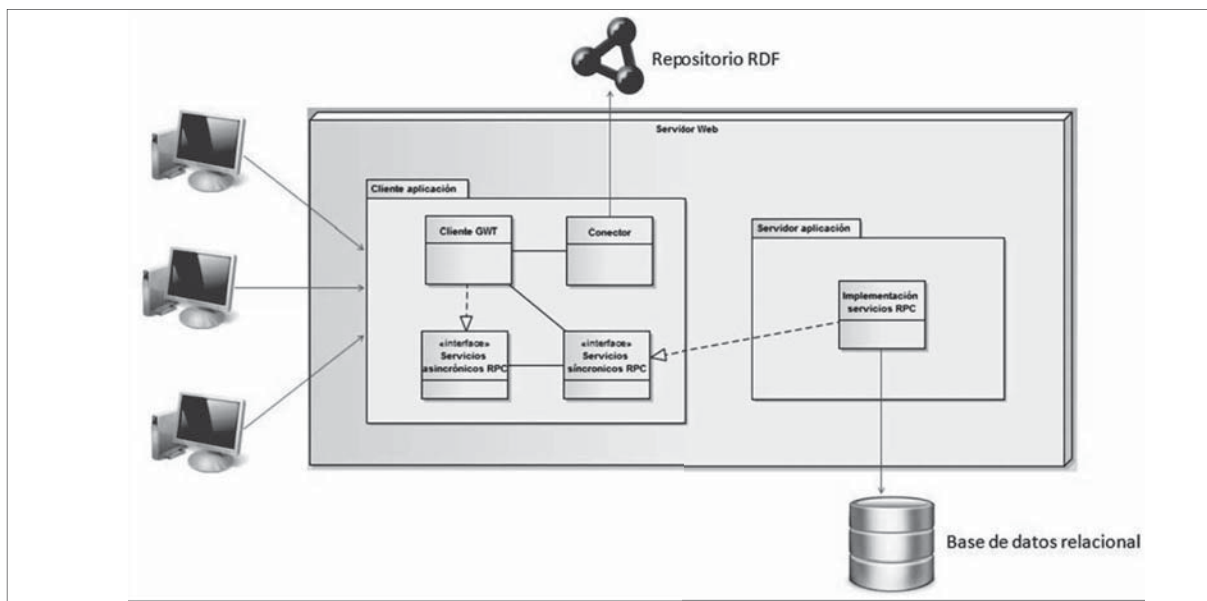 Repositorio RDF
Servidor Web
Cliente aplicación
Cliente GWT
Conector
Servidor aplicación
Implementación
servicios RPC
«interface»
Servicios
asincrónicos RPC
«interface»
Servicios
síncronicos RPC
Base de datos relacional